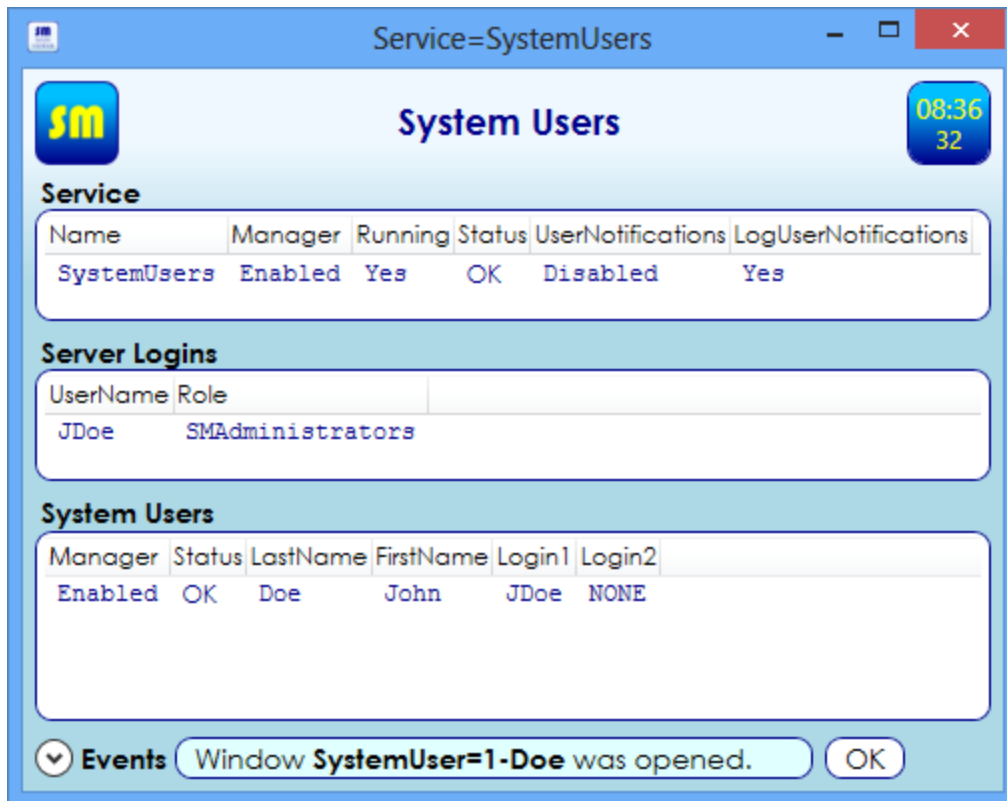 SM
Service=SystemUsers
SM
System Users
08:36
32
Service
Name Manager Running Status UserNotifications LogUserNotifications
SystemUsers Enabled Yes OK Disabled Yes
Server Logins
UserName Role
JDoe SMAdministrators
System Users
Manager Status LastName FirstName Login1 Login2
Enabled OK Doe John JDoe NONE
Events Window SystemUser=1-Doe was opened. OK